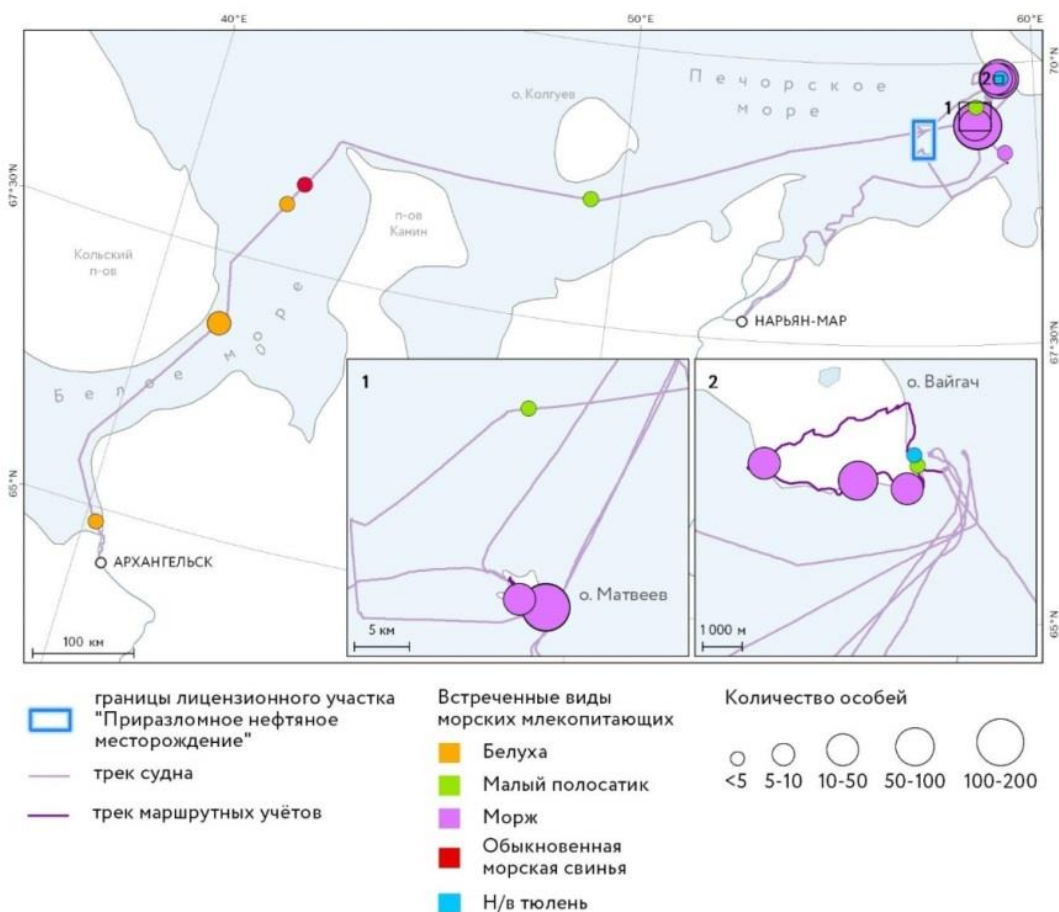 40°E
50°E
60°E
70°N
Печорское
море
о. Колгуев
2
1
67°30'N
п-ов
Канин
Кольский
п-ов
НАРЬЯН-МАР
67°30'N
Белое море
1
2
о. Вайгач
65°N
АРХАНГЕЛЬСК
о. Матвеев
65°N
100 км
5 км
1 000 м
границы лицензионного участка
"Приразломное нефтяное
месторождение"
трек судна
трек маршрутных учётов
Встреченные виды
морских млекопитающих
Белуха
Малый полосатик
Морж
Обыкновенная
морская свинья
Н/в тюлень
Количество особей
<5 5-10 10-50 50-100 100-200